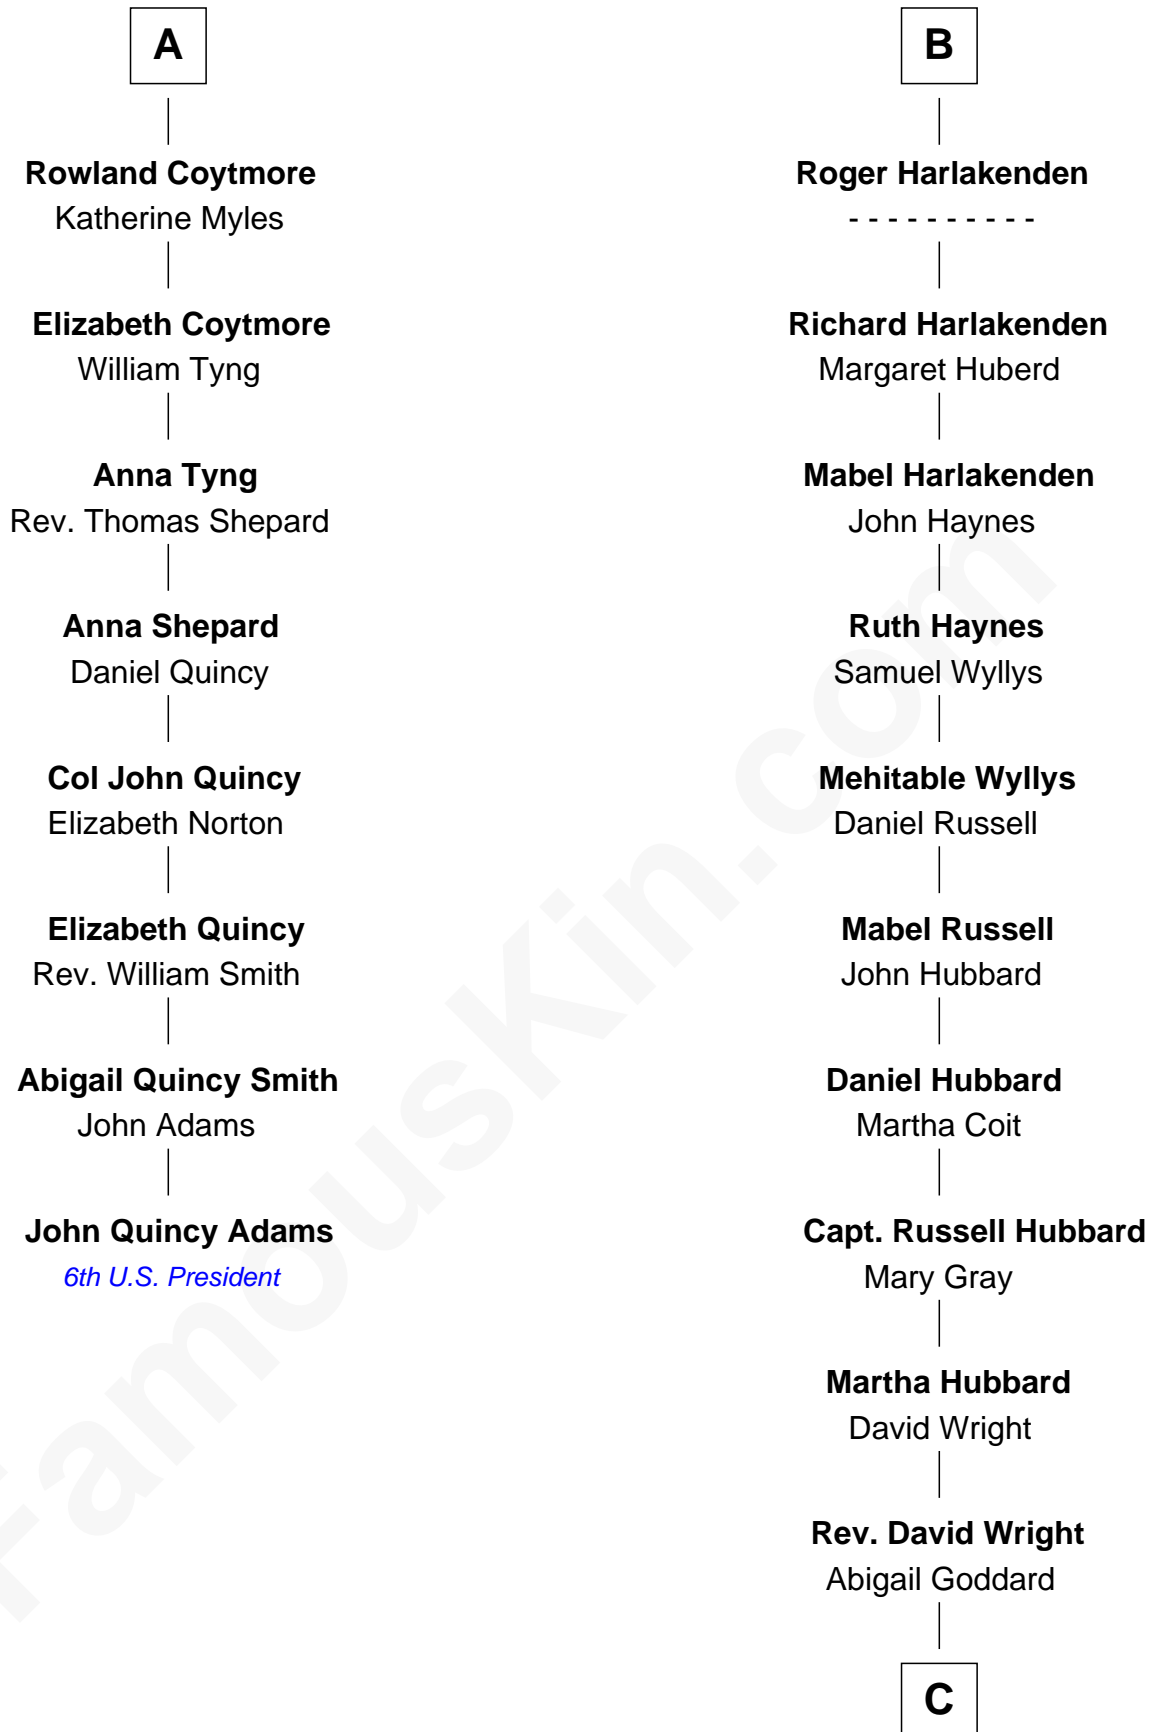 A
Rowland Coytmore
Katherine Myles
Elizabeth Coytmore
William Tyng
Anna Tyng
Rev. Thomas Shepard
Anna Shepard
Daniel Quincy
Col John Quincy
Elizabeth Norton
Elizabeth Quincy
Rev. William Smith
Abigail Quincy Smith
John Adams
John Quincy Adams
6th U.S. President
B
Roger Harlakenden
- - - - - - - - - -
Richard Harlakenden
Margaret Huberd
Mabel Harlakenden
John Haynes
Ruth Haynes
Samuel Wyllys
Mehitable Wyllys
Daniel Russell
Mabel Russell
John Hubbard
Daniel Hubbard
Martha Coit
Capt. Russell Hubbard
Mary Gray
Martha Hubbard
David Wright
Rev. David Wright
Abigail Goddard
C
FamousKin.com